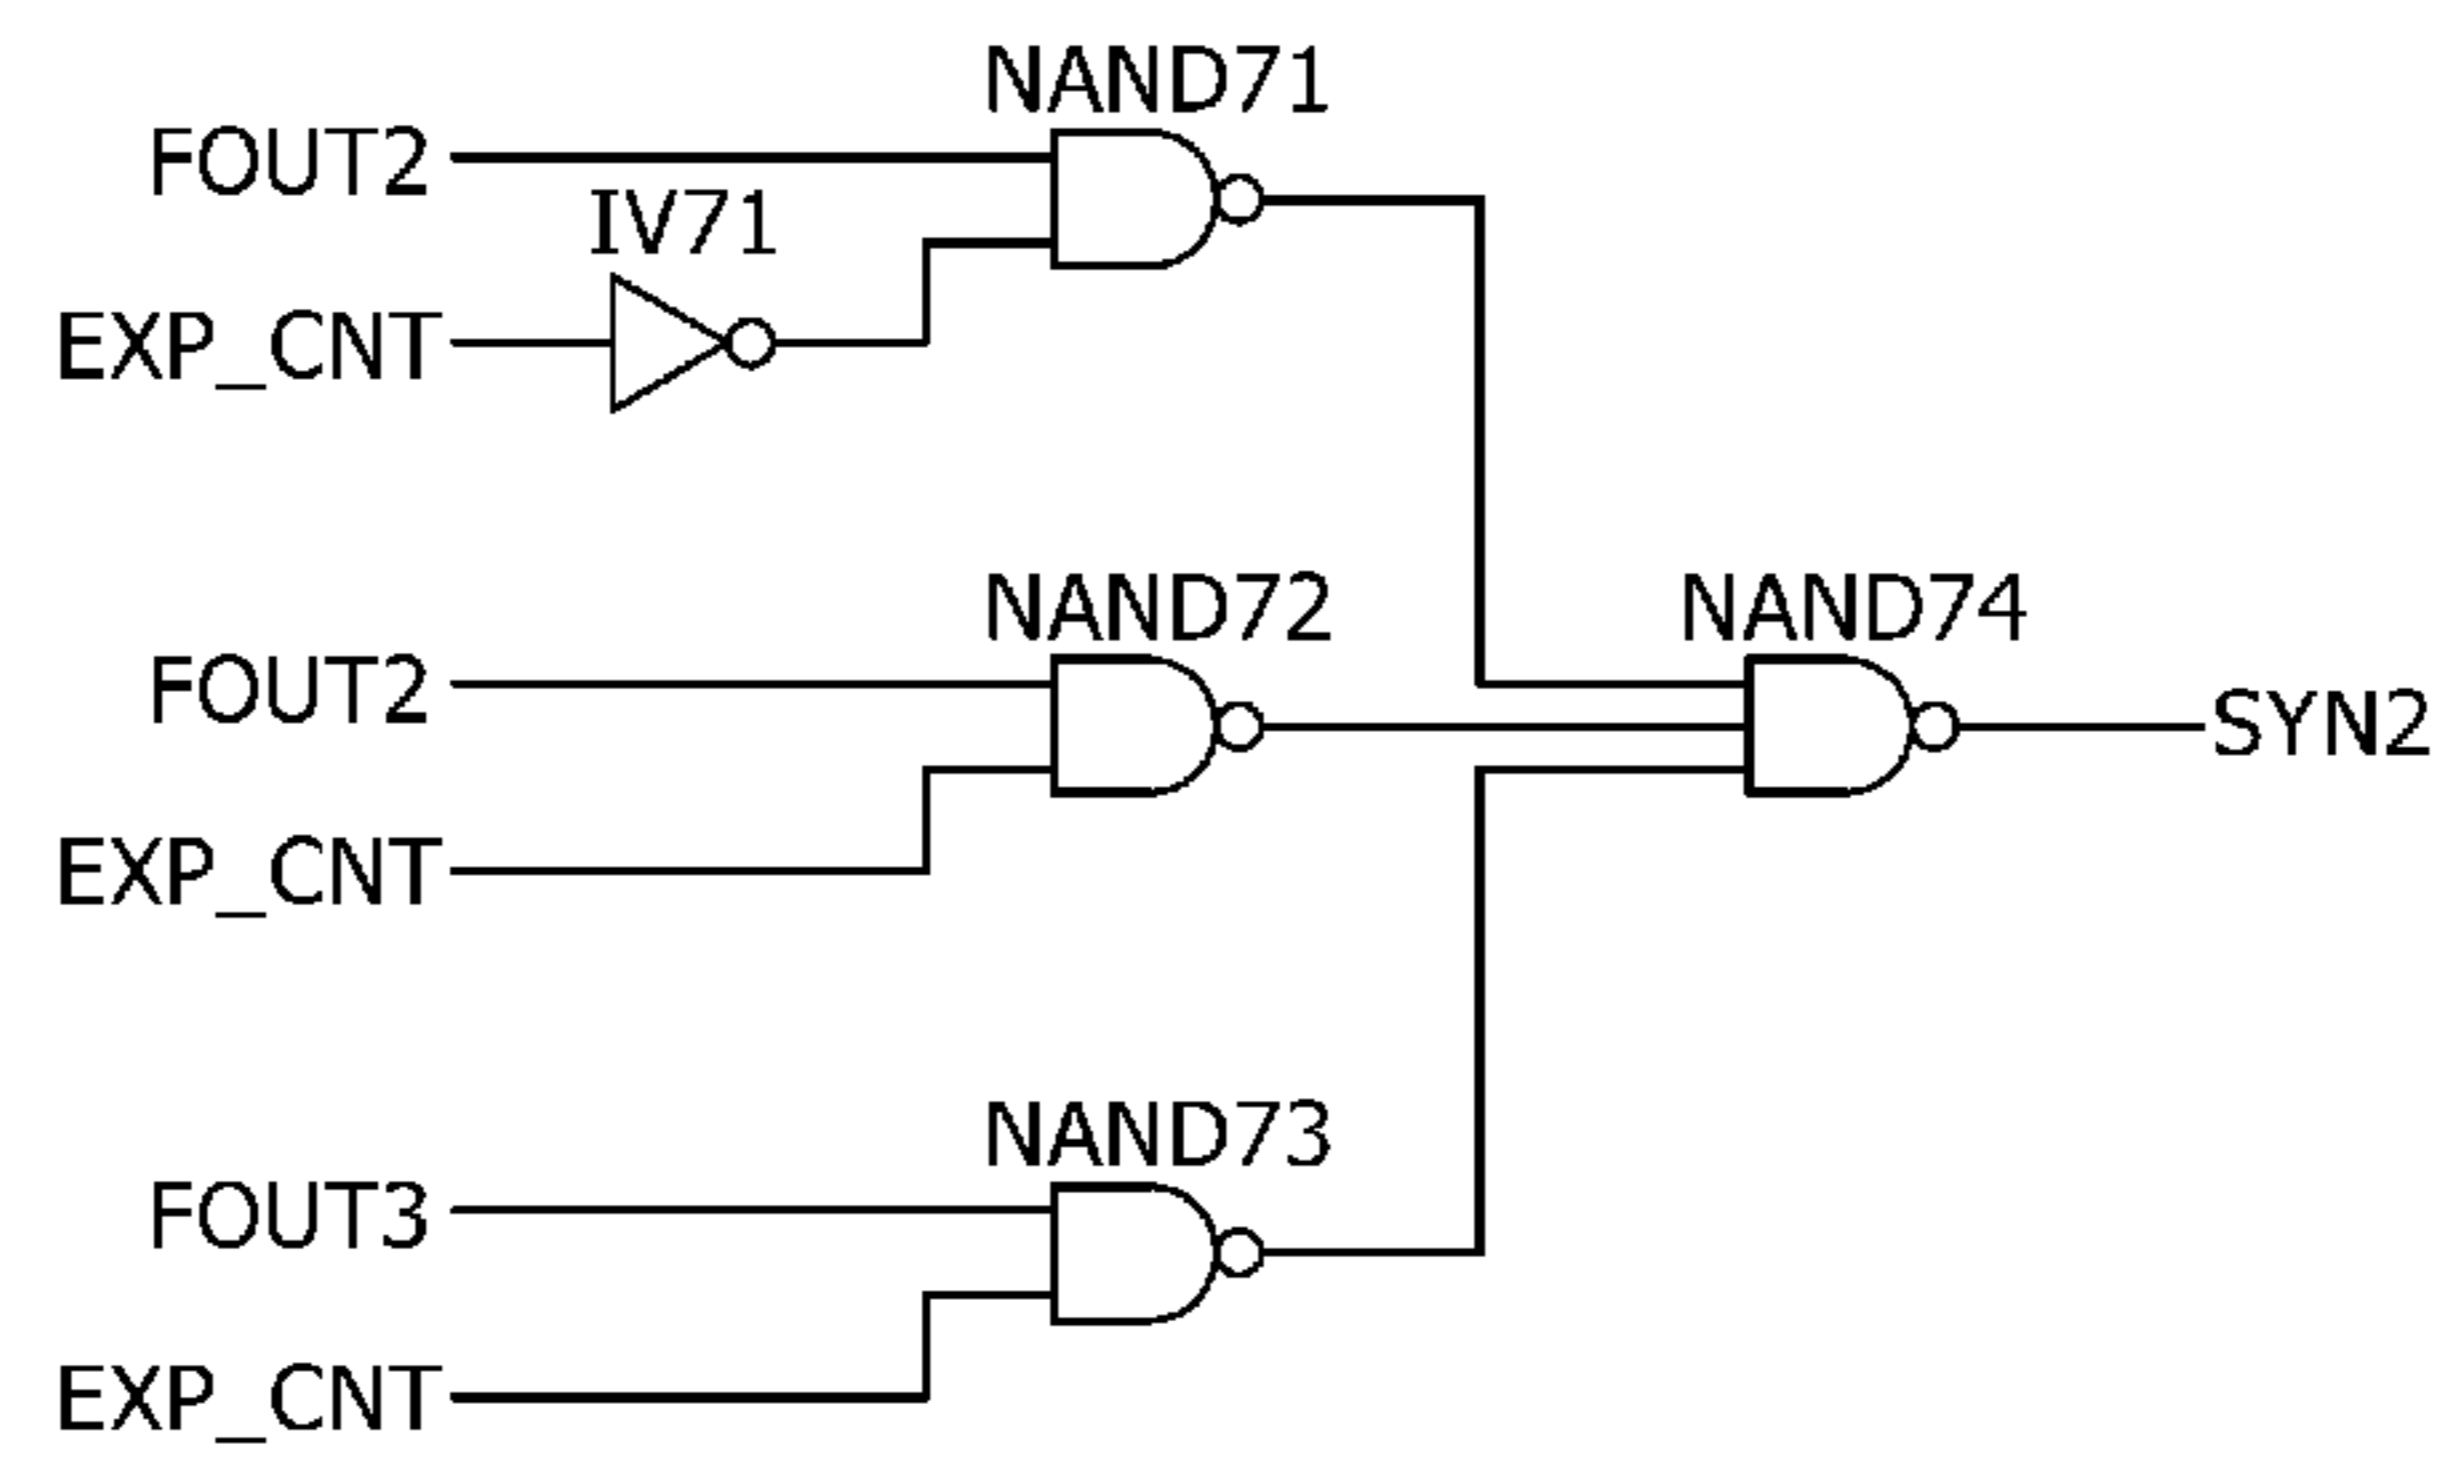 NAND71
FOUT2
IV71
EXP_CNT
NAND72
NAND74
FOUT2
SYN2
EXP_CNT
NAND73
FOUT3
EXP_CNT